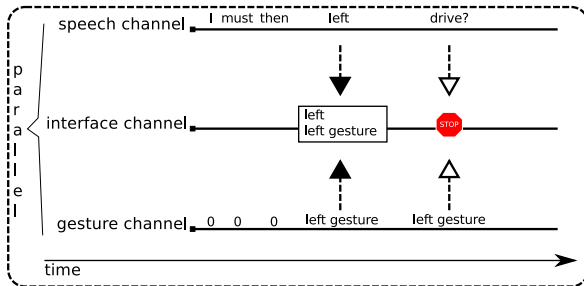 parallel
speech channel I must then left drive?
interface channel left
left gesture STOP
gesture channel 0 0 0 left gesture left gesture
time